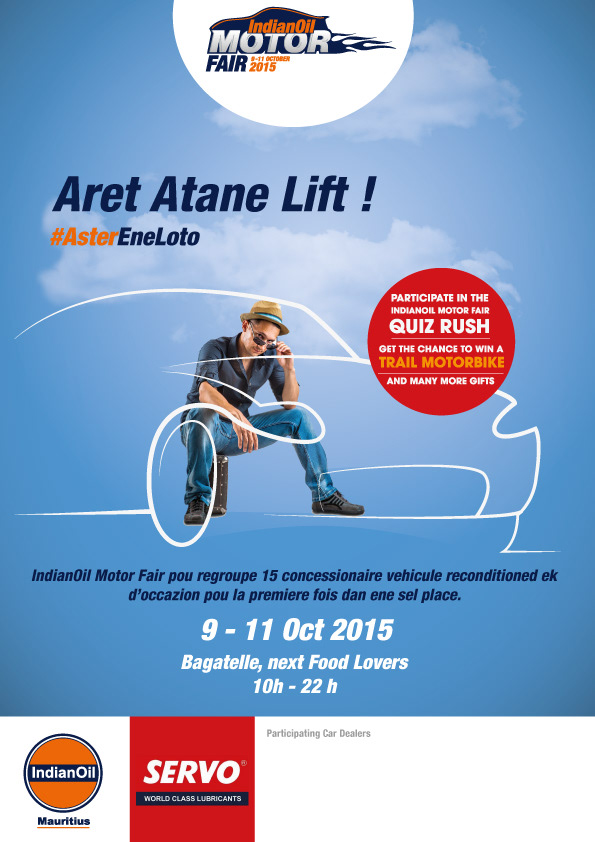 IndianOil
MOTOR
FAIR 9-11 OCTOBER 2015
Aret Atane Lift !
#AsterEneLoto
PARTICIPATE IN THE
INDIANOIL MOTOR FAIR
QUIZ RUSH
GET THE CHANCE TO WIN A
TRAIL MOTORBIKE
AND MANY MORE GIFTS
IndianOil Motor Fair pou regroupe 15 concessionaire vehicule reconditioned ek
d'occazion pou la premiere fois dan ene sel place.
9 - 11 Oct 2015
Bagatelle, next Food Lovers
10h - 22 h
Participating Car Dealers
IndianOil
Mauritius
SERVO®
WORLD CLASS LUBRICANTS